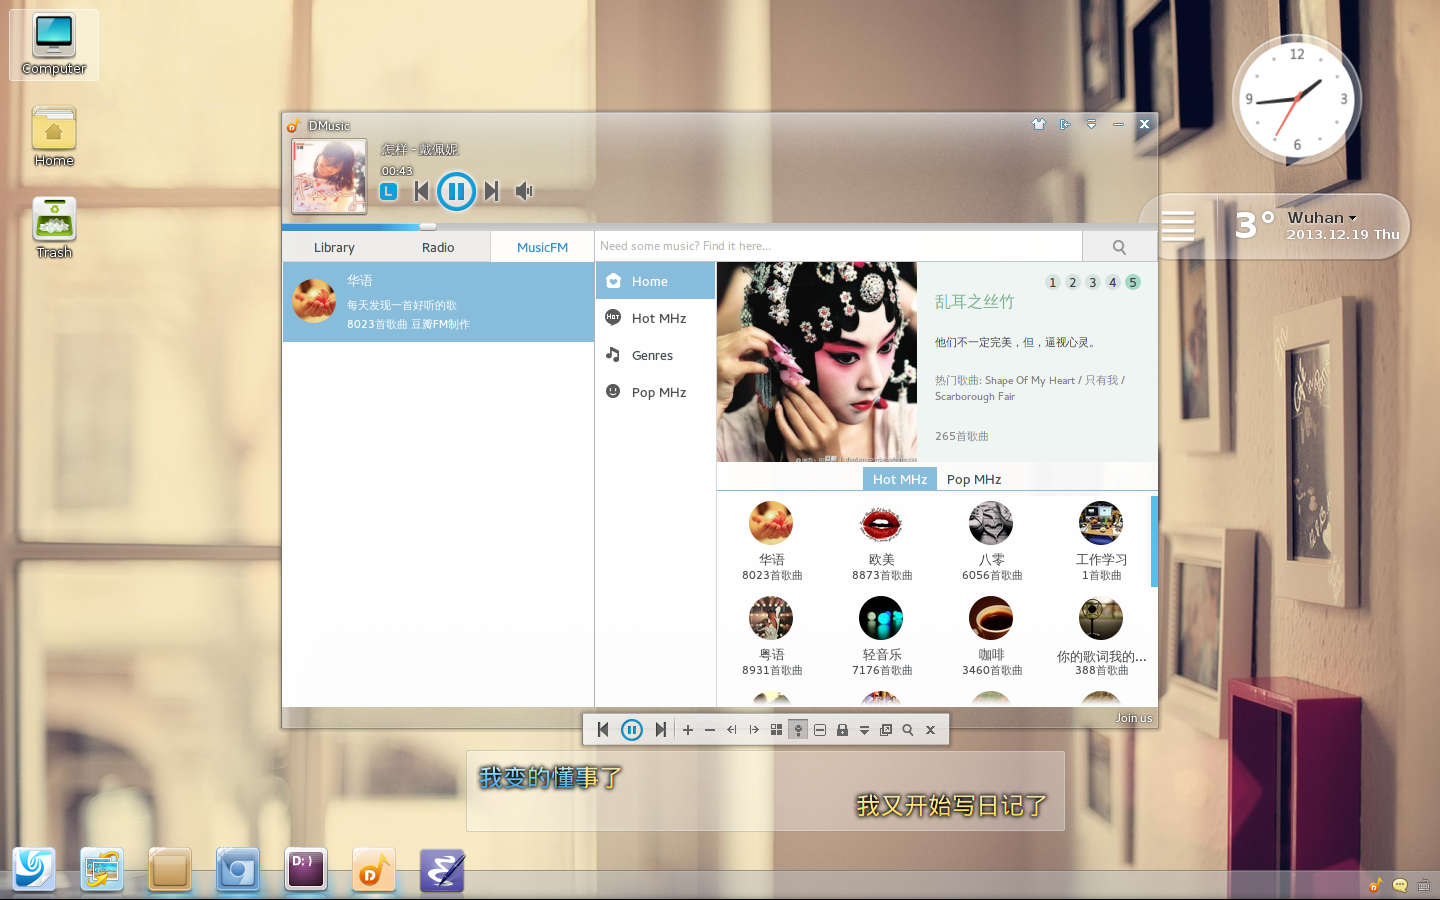 Computer
Home
Trash
12
3
6
9
3°
Wuhan
2013.12.19 Thu
DMusic
怎样 - 戴佩妮
00:43
L
Library
Radio
MusicFM
Need some music? Find it here...
华语
每天发现一首好听的歌
8023首歌曲 豆瓣FM制作
Home
HOT
Hot MHz
Genres
Pop MHz
1 2 3 4 5
乱耳之丝竹
他们不一定完美，但，逼视心灵。
热门歌曲: Shape Of My Heart / 只有我 /
Scarborough Fair
265首歌曲
Hot MHz
Pop MHz
华语
8023首歌曲
欧美
8873首歌曲
八零
6056首歌曲
工作学习
1首歌曲
粤语
8931首歌曲
轻音乐
7176首歌曲
咖啡
3460首歌曲
你的歌词我的...
388首歌曲
Join us
我变的懂事了
我又开始写日记了
D: )